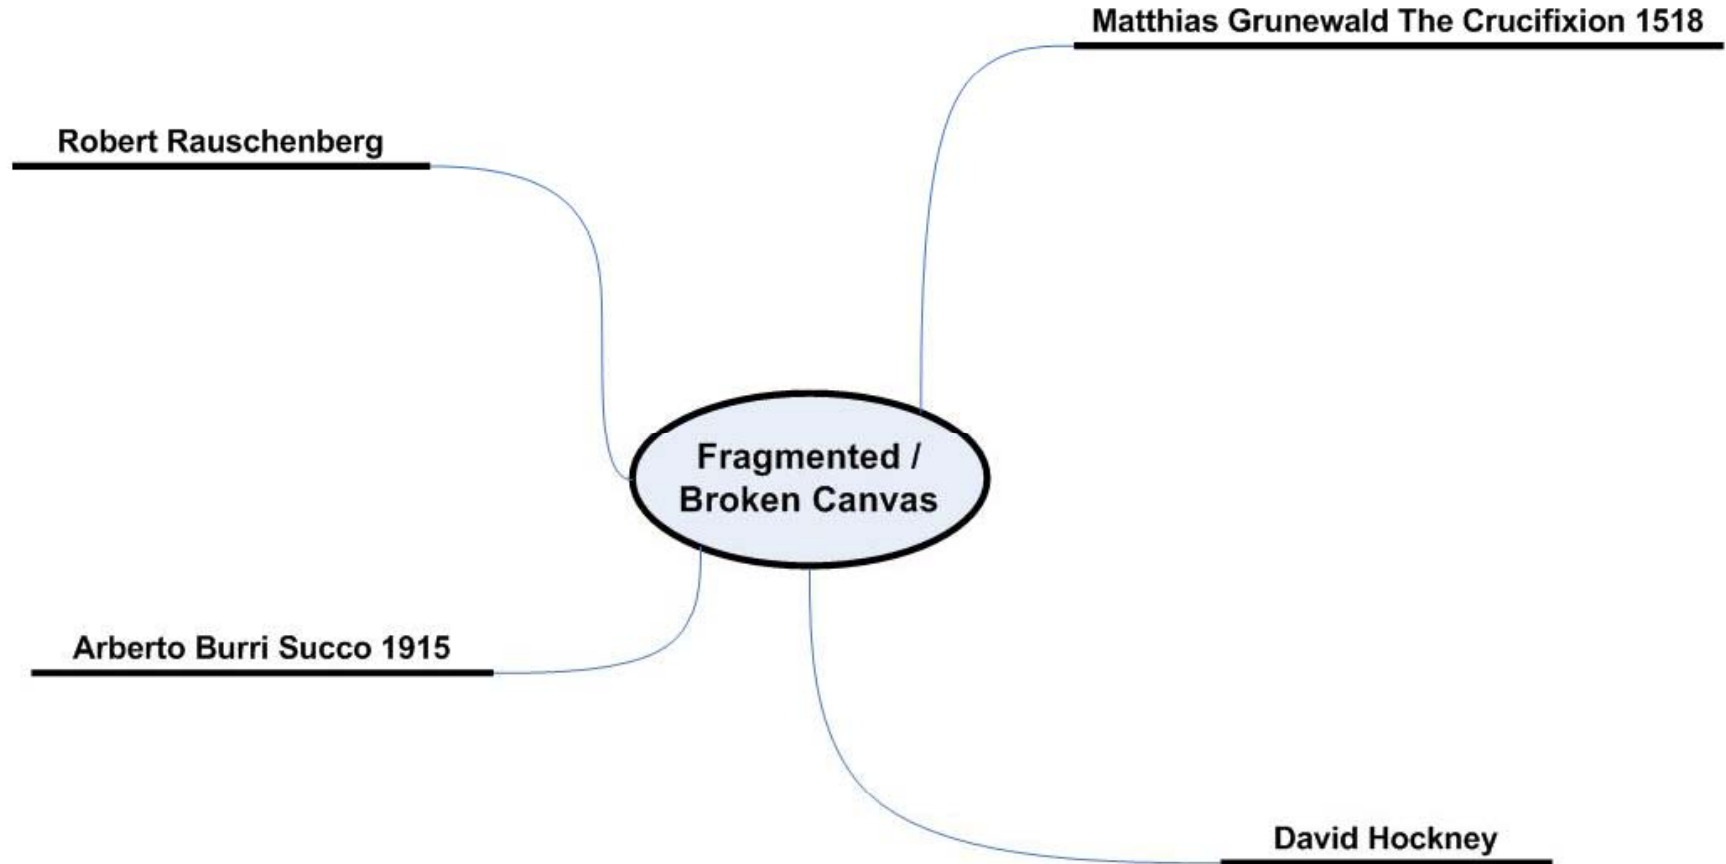 Matthias Grunewald The Crucifixion 1518
Robert Rauschenberg
Fragmented /
Broken Canvas
Arberto Burri Succo 1915
David Hockney